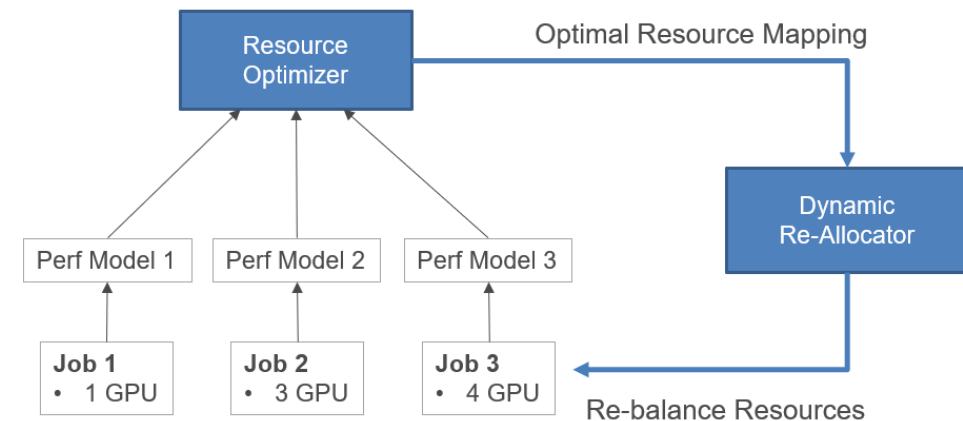 Resource
Optimizer
Optimal Resource Mapping
Dynamic
Re-Allocator
Perf Model 1
Perf Model 2
Perf Model 3
Job 1
• 1 GPU
Job 2
• 3 GPU
Job 3
• 4 GPU
Re-balance Resources